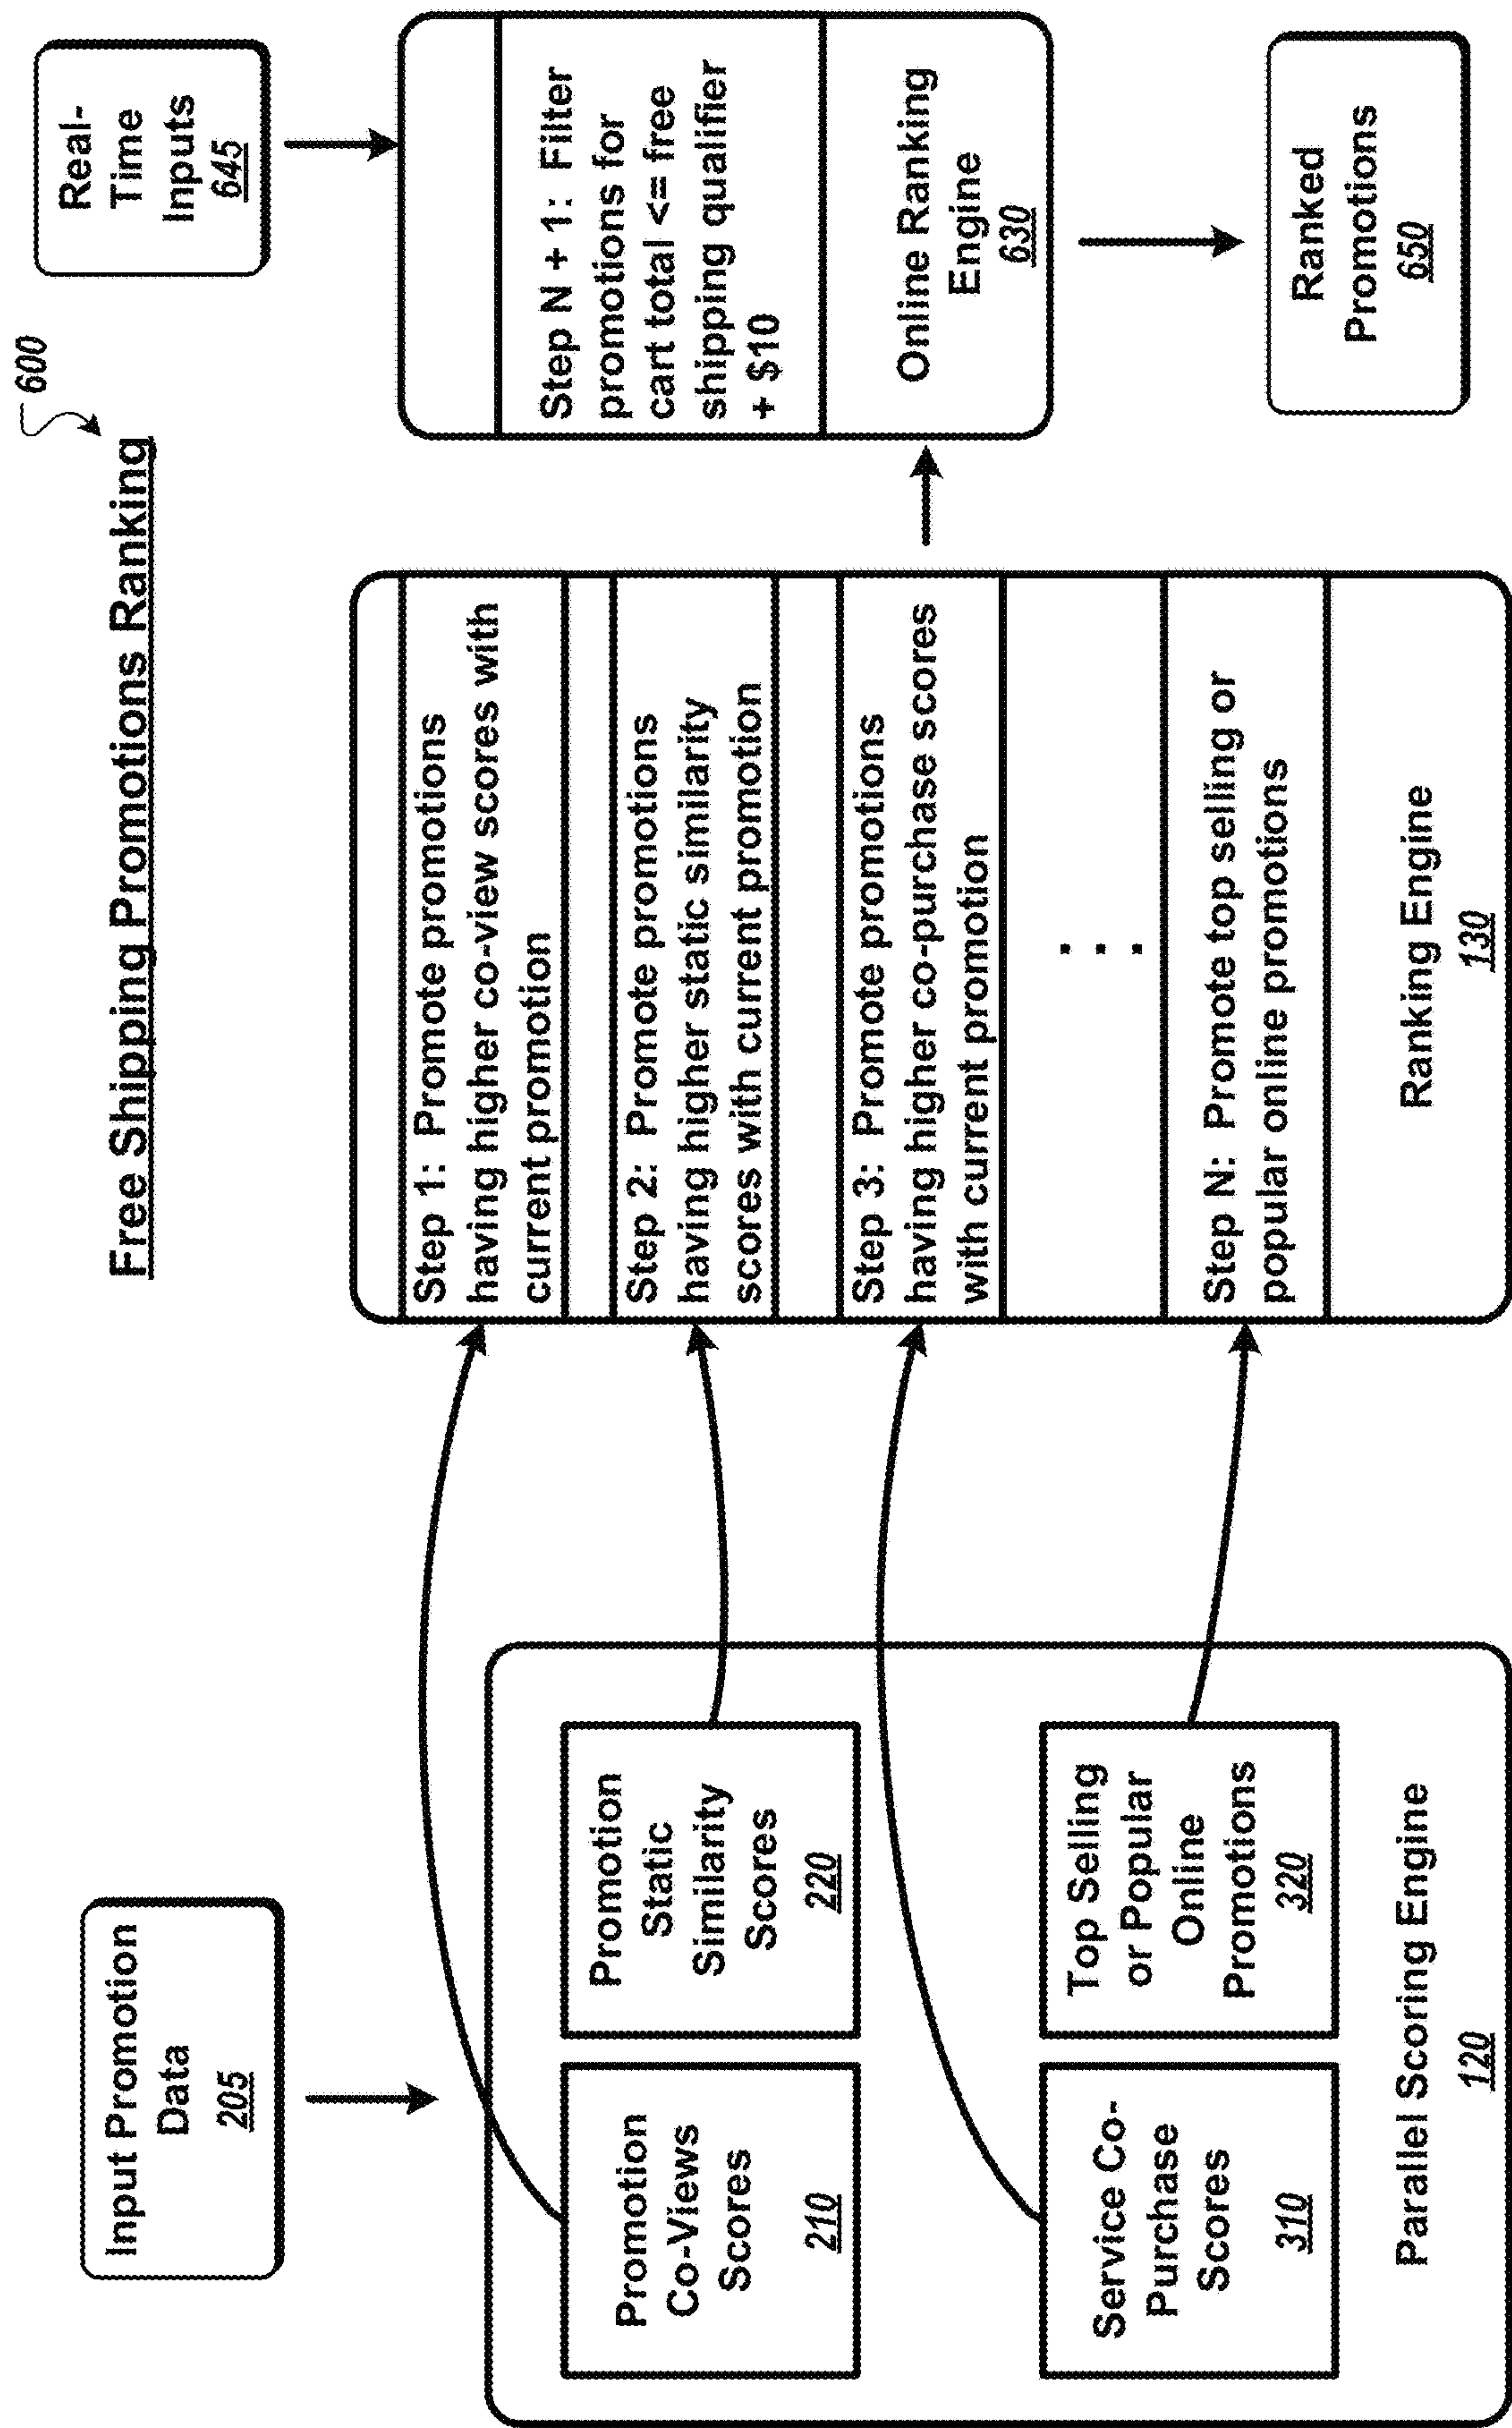 Free Shipping Promotions Ranking
600
Input Promotion
Data
205
Promotion
Co-Views
Scores
210
Promotion
Static
Similarity
Scores
220
Service Co-
Purchase
Scores
310
Top Selling
or Popular
Online
Promotions
320
Parallel Scoring Engine
120
Step 1: Promote promotions
having higher co-view scores with
current promotion
Step 2: Promote promotions
having higher static similarity
scores with current promotion
Step 3: Promote promotions
having higher co-purchase scores
with current promotion
. . .
Step N: Promote top selling or
popular online promotions
Ranking Engine
130
Real-
Time
Inputs
645
Step N + 1: Filter
promotions for
cart total <= free
shipping qualifier
+ $10
Online Ranking
Engine
630
Ranked
Promotions
650